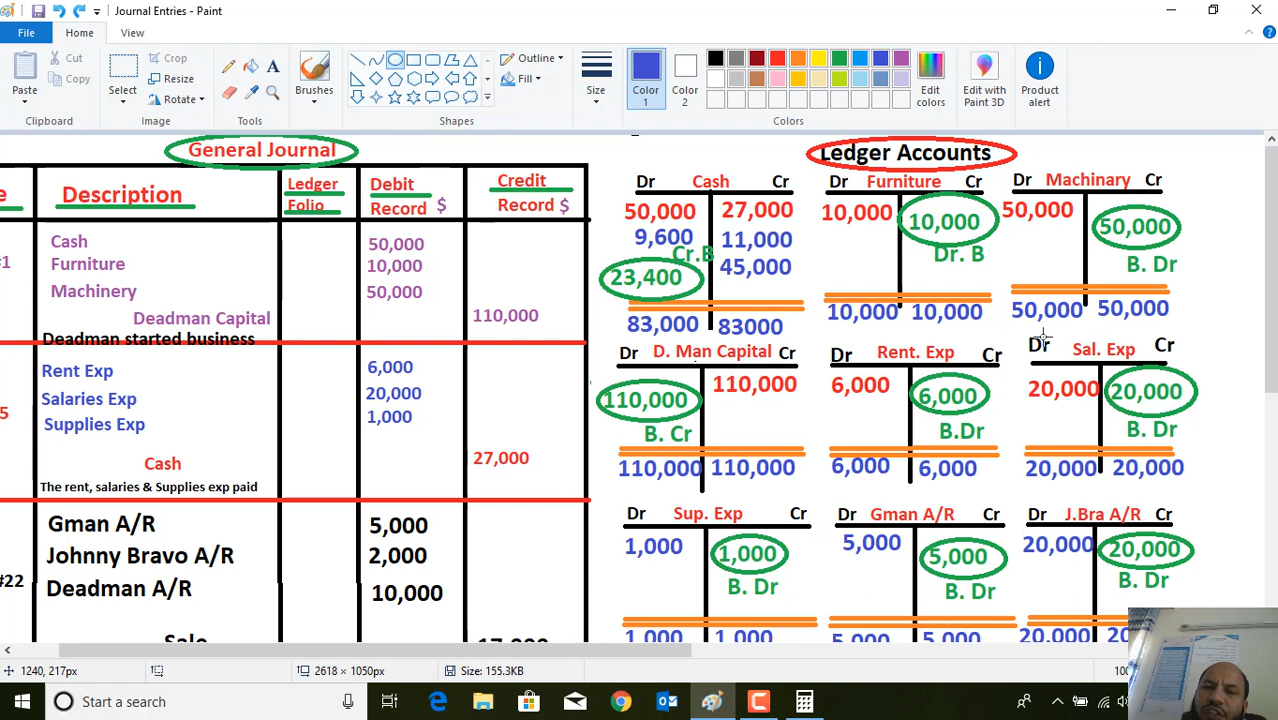 Journal Entries - Paint
File
Home
View
Paste
Cut
Copy
Clipboard
Select
Crop
Resize
Rotate
Image
Tools
Brushes
Outline
Fill
Shapes
Size
Color 1
Color 2
Edit colors
Colors
Edit with Paint 3D
Product alert
General Journal
Description
Ledger Folio
Debit Record $
Credit Record $
#1
Cash 50,000
Furniture 10,000
Machinery 50,000
Deadman Capital 110,000
Deadman started business
Rent Exp 6,000
Salaries Exp 20,000
5
Supplies Exp 1,000
Cash 27,000
The rent, salaries & Supplies exp paid
Gman A/R 5,000
Johnny Bravo A/R 2,000
#22
Deadman A/R 10,000
Sale 17,000
Ledger Accounts
Dr Cash Cr
50,000 27,000
9,600 11,000
Cr.B
23,400 45,000
83,000 83000
Dr Furniture Cr
10,000 10,000
Dr. B
10,000 10,000
Dr Machinary Cr
50,000 50,000
B. Dr
50,000 50,000
Dr D. Man Capital Cr
110,000 110,000
B. Cr
110,000 110,000
Dr Rent. Exp Cr
6,000 6,000
B.Dr
6,000 6,000
Dr Sal. Exp Cr
20,000 20,000
B. Dr
20,000 20,000
Dr Sup. Exp Cr
1,000 1,000
B. Dr
1,000 1,000
Dr Gman A/R Cr
5,000 5,000
B. Dr
5,000 5,000
Dr J.Bra A/R Cr
20,000 20,000
B. Dr
20,000
1240, 217px
2618 × 1050px
Size: 155.3KB
Start a search